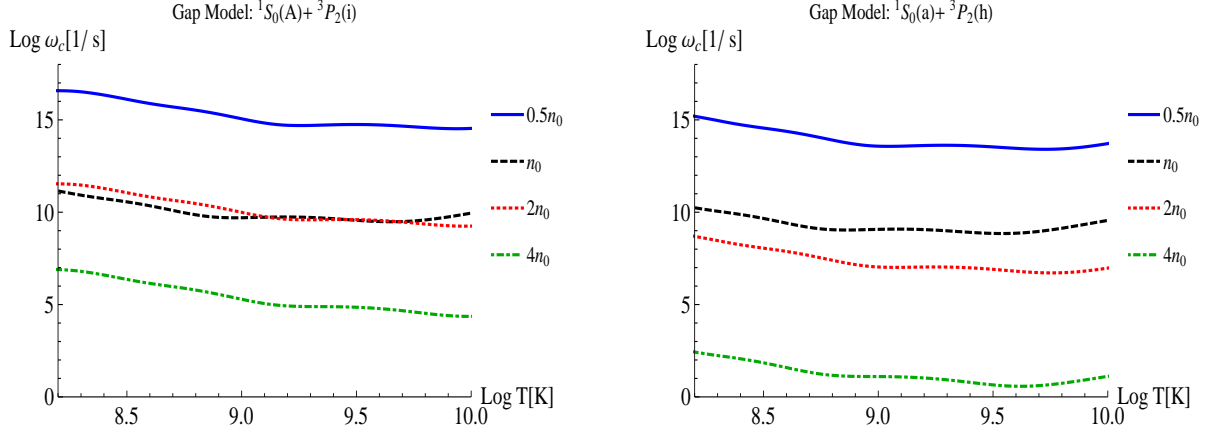 Gap Model: ¹S₀(A)+ ³P₂(i)
Log ω_c[1/ s]
15
10
5
0
8.5 9.0 9.5 10.0
Log T[K]
0.5n₀
n₀
2n₀
4n₀
Gap Model: ¹S₀(a)+ ³P₂(h)
Log ω_c[1/ s]
15
10
5
0
8.5 9.0 9.5 10.0
Log T[K]
0.5n₀
n₀
2n₀
4n₀